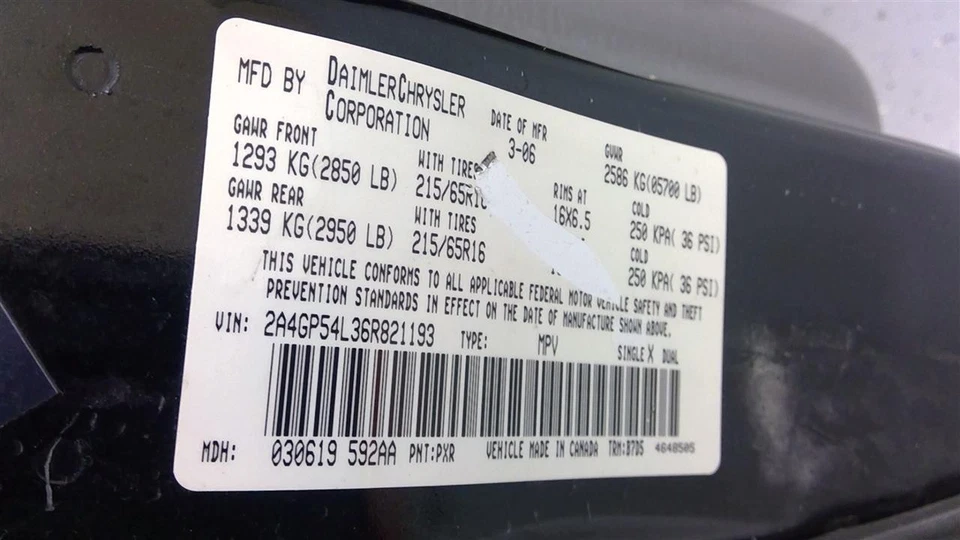 MFD BY DAIMLERCHRYSLER CORPORATION
DATE OF MFR 3-06
GVWR 2586 KG(05700 LB)
GAWR FRONT
1293 KG(2850 LB)
WITH TIRES
215/65R16
RIMS AT
16X6.5
COLD
250 KPA( 36 PSI)
GAWR REAR
1339 KG(2950 LB)
WITH TIRES
215/65R16
COLD
250 KPA( 36 PSI)
THIS VEHICLE CONFORMS TO ALL APPLICABLE FEDERAL MOTOR VEHICLE SAFETY AND THEFT
PREVENTION STANDARDS IN EFFECT ON THE DATE OF MANUFACTURE SHOWN ABOVE.
VIN: 2A4GP54L36R821193 TYPE: MPV SINGLE X DUAL
MDH: 030619 592AA PNT:PXR VEHICLE MADE IN CANADA TRM:B7D5 4648505